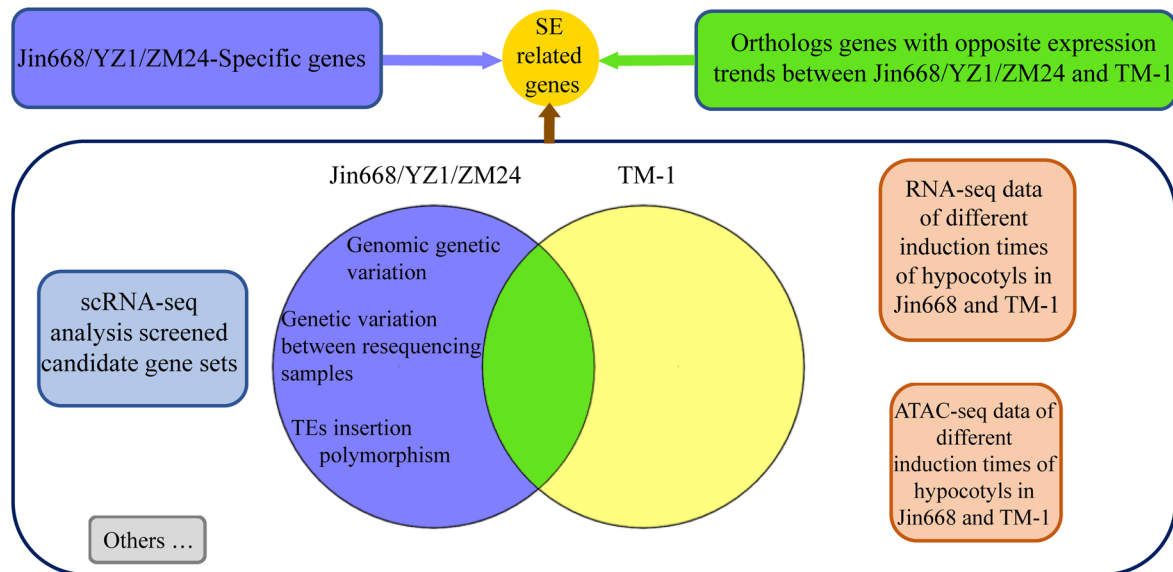 Jin668/YZ1/ZM24-Specific genes
SE
related
genes
Orthologs genes with opposite expression
trends between Jin668/YZ1/ZM24 and TM-1
Jin668/YZ1/ZM24
TM-1
scRNA-seq
analysis screened
candidate gene sets
Others ...
Genomic genetic
variation
Genetic variation
between resequencing
samples
TEs insertion
polymorphism
RNA-seq data
of different
induction times
of hypocotyls in
Jin668 and TM-1
ATAC-seq data of
different
induction times of
hypocotyls in
Jin668 and TM-1